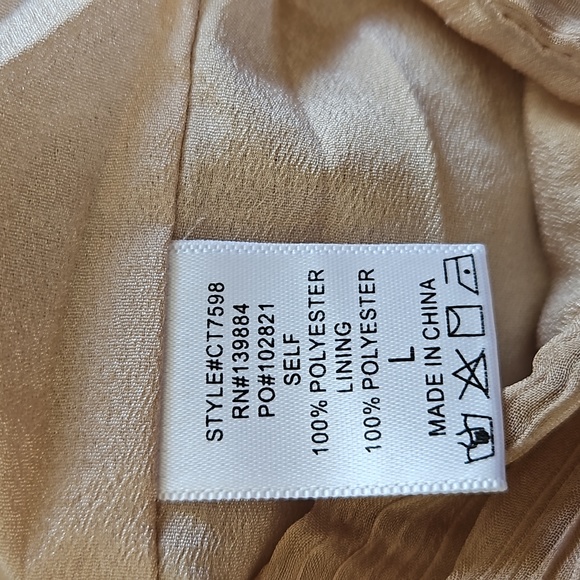 STYLE#CT7598
RN#139884
PO#102821
SELF
100% POLYESTER
LINING
100% POLYESTER
L
MADE IN CHINA